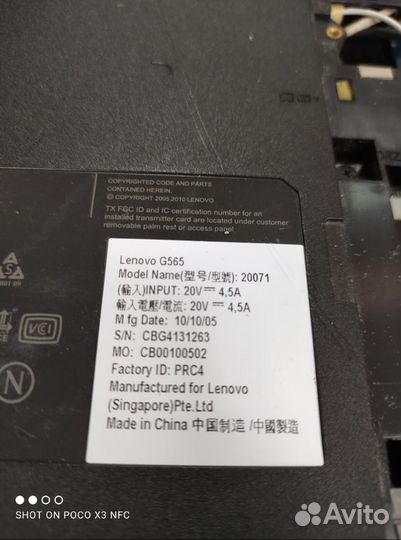 COPYRIGHTED CODE AND PARTS
CONTAINED HEREIN.
© COPYRIGHT 2005,2010 LENOVO
TX FCC ID and IC certification number for an
installed transmitter card are located under customer
removable palm rest or access panel
Lenovo G565
Model Name(型号/型號): 20071
(輸入)INPUT: 20V ⎓ 4,5A
輸入電壓/電流: 20V ⎓ 4,5A
Mfg Date: 10/10/05
S/N: CBG4131263
MO: CB00100502
Factory ID: PRC4
Manufactured for Lenovo
(Singapore)Pte.Ltd
Made in China 中国制造 /中國製造
S
VCI
N
SHOT ON POCO X3 NFC
Avito